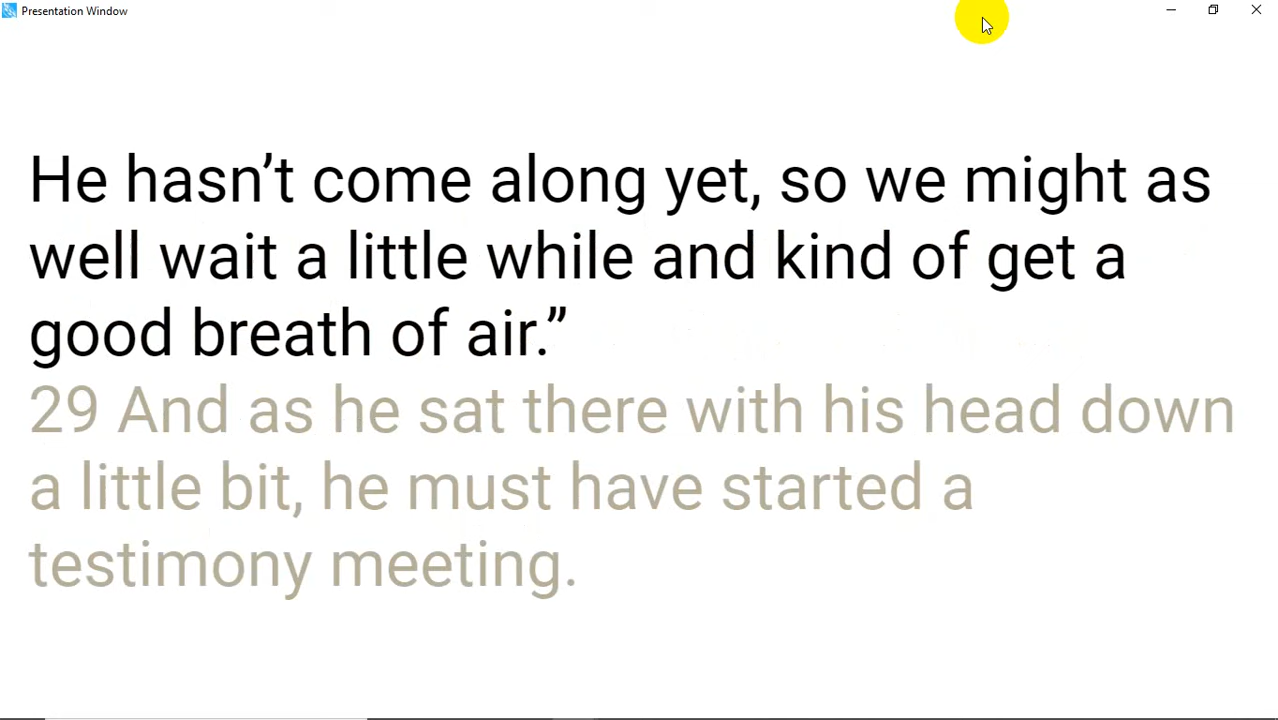 Presentation Window
He hasn’t come along yet, so we might as
well wait a little while and kind of get a
good breath of air.”
29 And as he sat there with his head down
a little bit, he must have started a
testimony meeting.